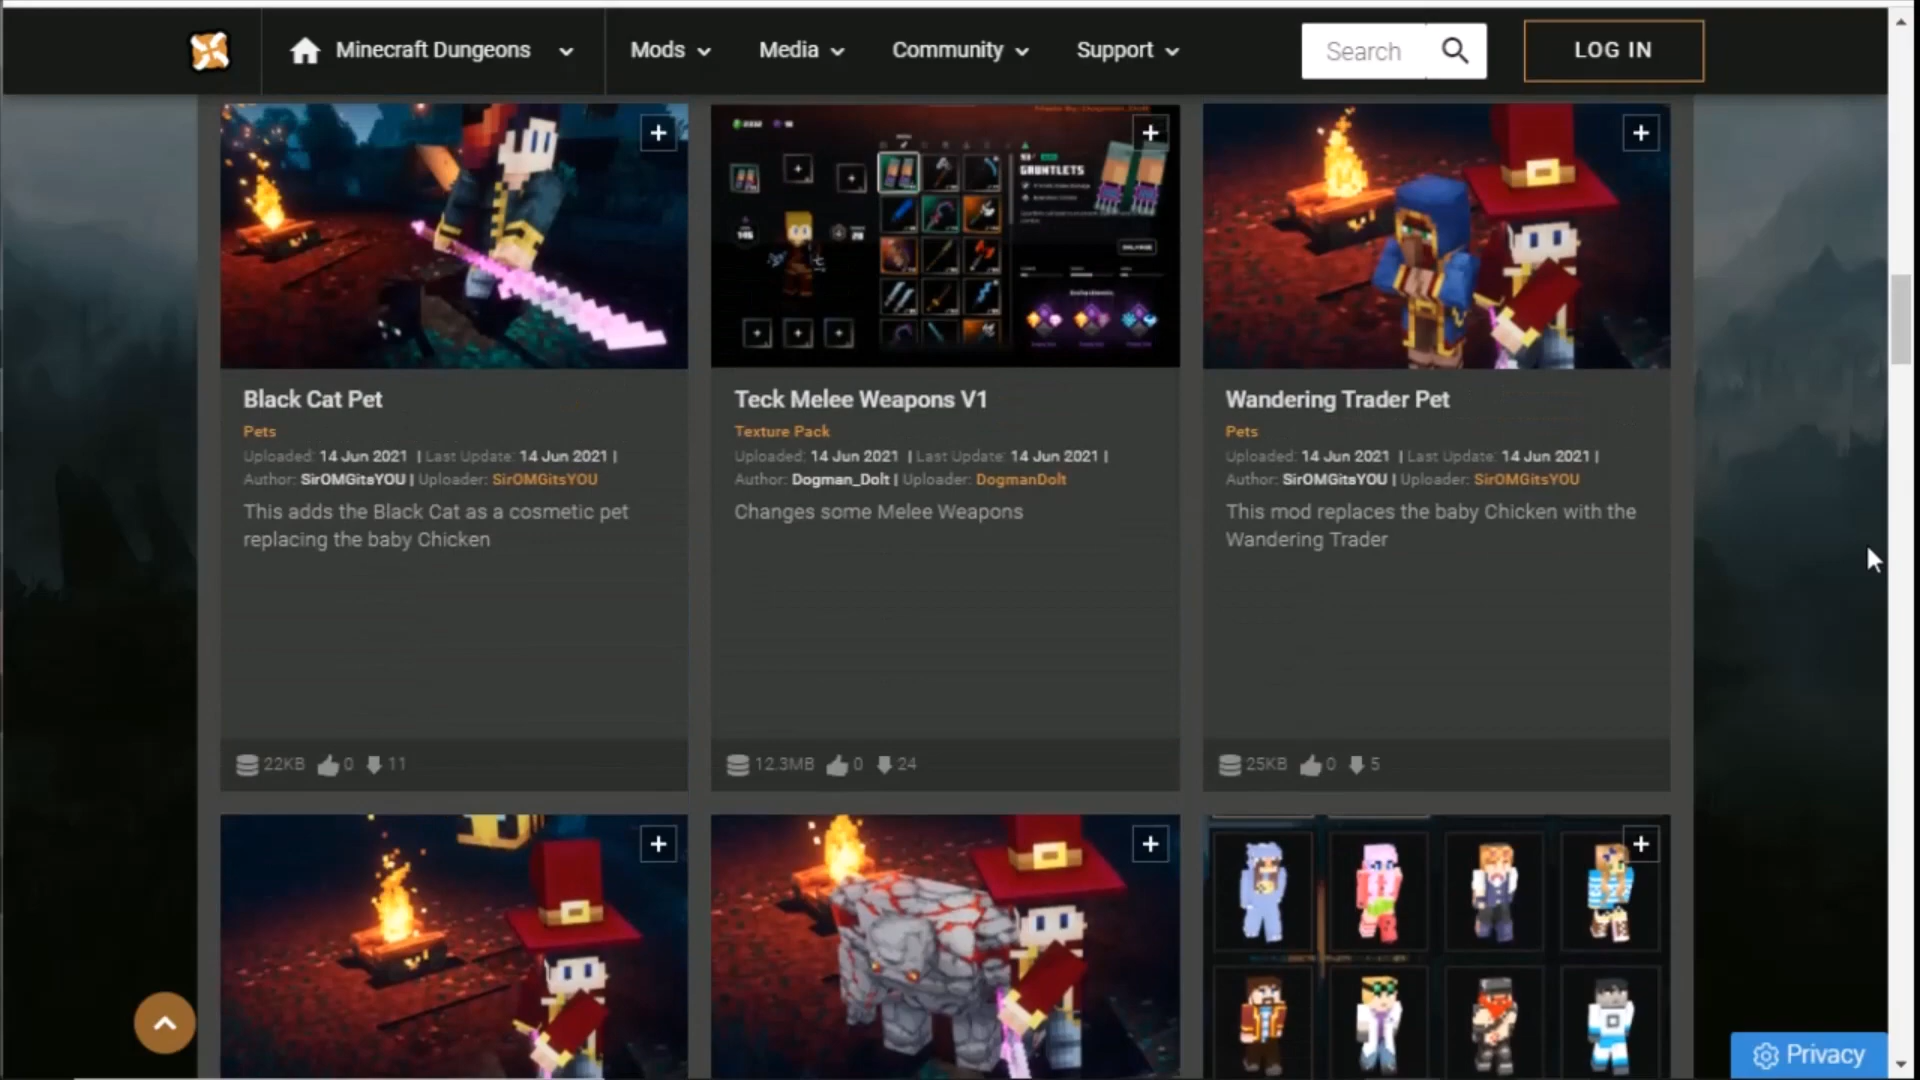 Minecraft Dungeons
Mods
Media
Community
Support
Search
LOG IN
GAUNTLETS
Black Cat Pet
Pets
Uploaded: 14 Jun 2021 | Last Update: 14 Jun 2021 |
Author: SirOMGitsYOU | Uploader: SirOMGitsYOU
This adds the Black Cat as a cosmetic pet
replacing the baby Chicken
22KB 0 11
Teck Melee Weapons V1
Texture Pack
Uploaded: 14 Jun 2021 | Last Update: 14 Jun 2021 |
Author: Dogman_Dolt | Uploader: DogmanDolt
Changes some Melee Weapons
12.3MB 0 24
Wandering Trader Pet
Pets
Uploaded: 14 Jun 2021 | Last Update: 14 Jun 2021 |
Author: SirOMGitsYOU | Uploader: SirOMGitsYOU
This mod replaces the baby Chicken with the
Wandering Trader
25KB 0 5
Privacy